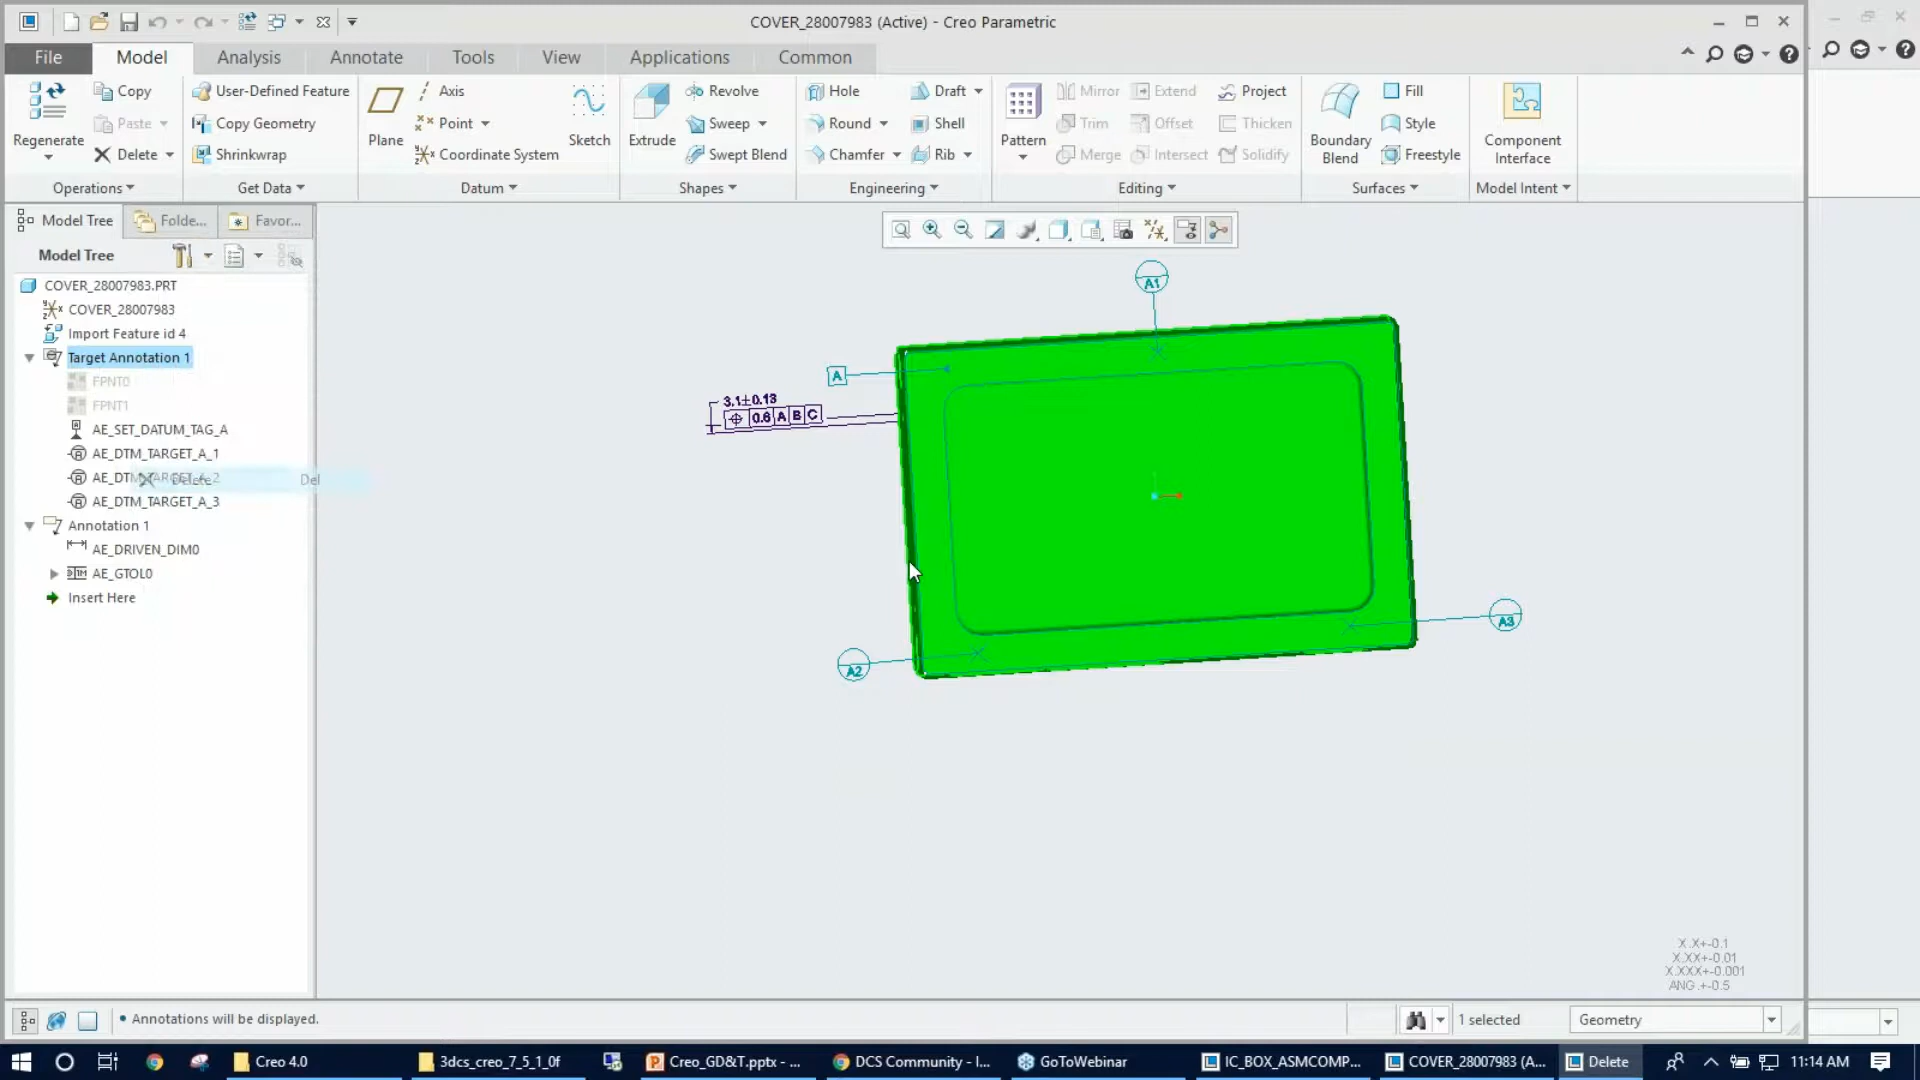 COVER_28007983 (Active) - Creo Parametric
File Model Analysis Annotate Tools View Applications Common
Regenerate
Copy
Paste
Delete
Operations
User-Defined Feature
Copy Geometry
Shrinkwrap
Get Data
Plane
Axis
Point
Coordinate System
Sketch
Datum
Extrude
Revolve
Sweep
Swept Blend
Shapes
Hole
Round
Chamfer
Draft
Shell
Rib
Engineering
Pattern
Mirror
Trim
Merge
Extend
Offset
Intersect
Project
Thicken
Solidify
Editing
Boundary
Blend
Fill
Style
Freestyle
Surfaces
Component
Interface
Model Intent
Model Tree Folde... Favor...
Model Tree
COVER_28007983.PRT
COVER_28007983
Import Feature id 4
Target Annotation 1
FPNT0
FPNT1
AE_SET_DATUM_TAG_A
AE_DTM_TARGET_A_1
AE_DTM_TARGET_A_2
Delete Del
AE_DTM_TARGET_A_3
Annotation 1
AE_DRIVEN_DIM0
AE_GTOL0
Insert Here
A1
A
3.1±0.13
⌖ 0.6 A B C
A3
A2
X.X+-0.1
X.XX+-0.01
X.XXX+-0.001
ANG.+-0.5
• Annotations will be displayed.
1 selected
Geometry
Creo 4.0
3dcs_creo_7_5_1_0f
Creo_GD&T.pptx - ...
DCS Community - I...
GoToWebinar
IC_BOX_ASMCOMP...
COVER_28007983 (A...
Delete
11:14 AM